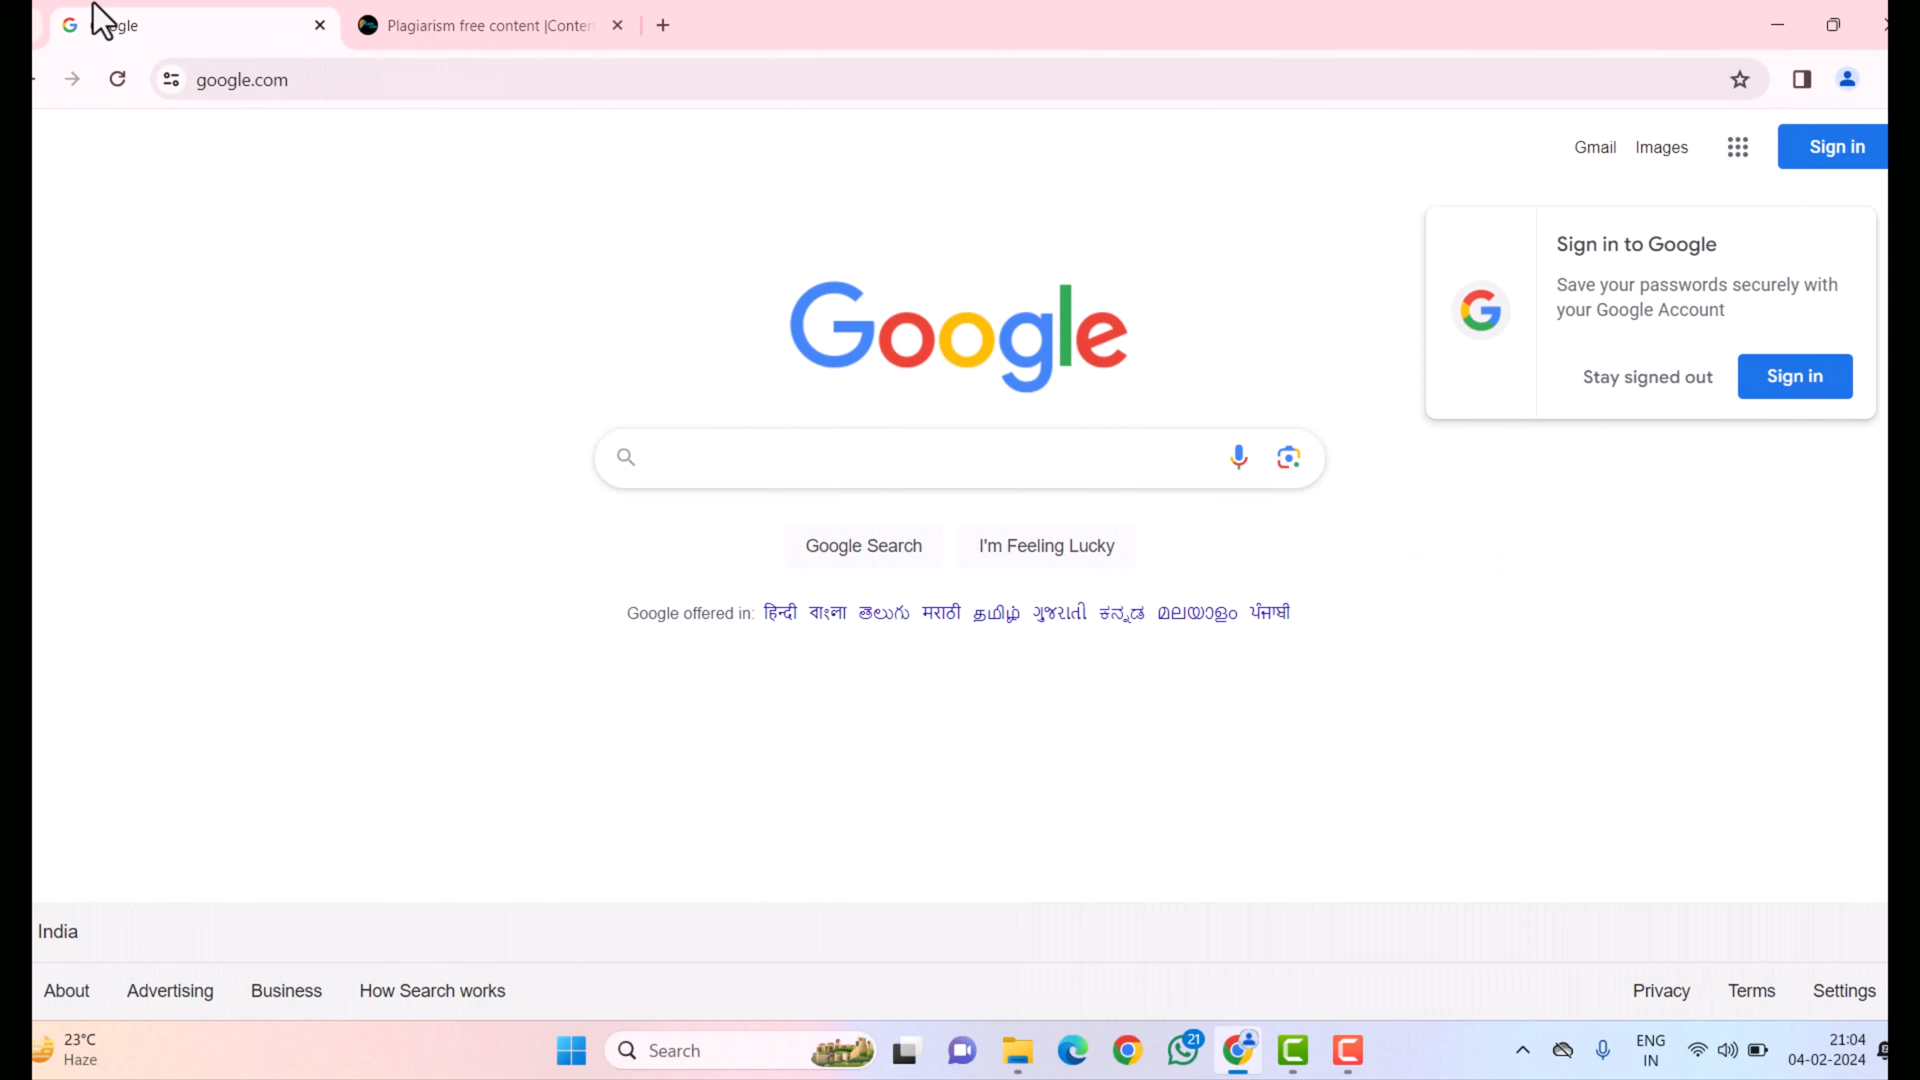 gle
Plagiarism free content |Conten
google.com
Gmail Images Sign in
Sign in to Google
Save your passwords securely with
your Google Account
Stay signed out Sign in
Google
Google Search I'm Feeling Lucky
Google offered in: हिन्दी বাংলা తెలుగు मराठी தமிழ் ગુજરાતી ಕನ್ನಡ മലയാളം ਪੰਜਾਬੀ
India
About Advertising Business How Search works Privacy Terms Settings
23°C
Haze
Search
21
ENG
IN
21:04
04-02-2024